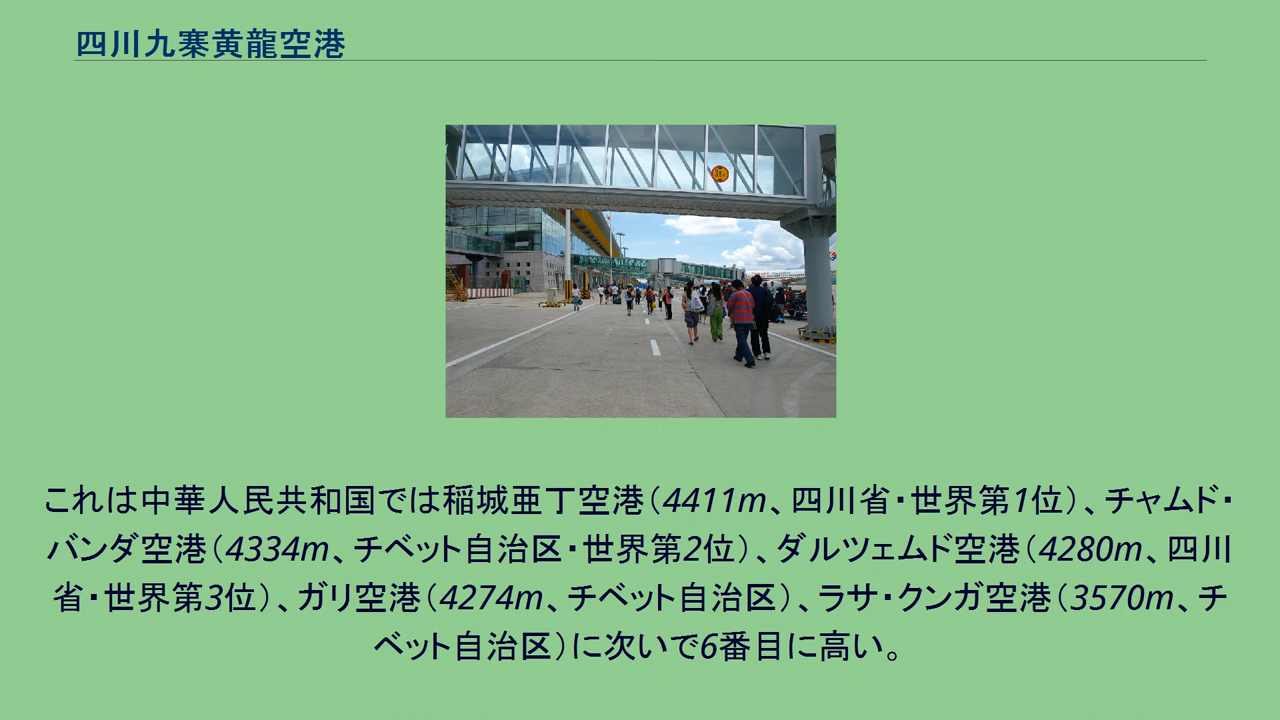 四川九寨黄龍空港
これは中華人民共和国では稲城亜丁空港（4411m、四川省・世界第1位）、チャムド・
バンダ空港（4334m、チベット自治区・世界第2位）、ダルツェムド空港（4280m、四川
省・世界第3位）、ガリ空港（4274m、チベット自治区）、ラサ・クンガ空港（3570m、チ
ベット自治区）に次いで6番目に高い。